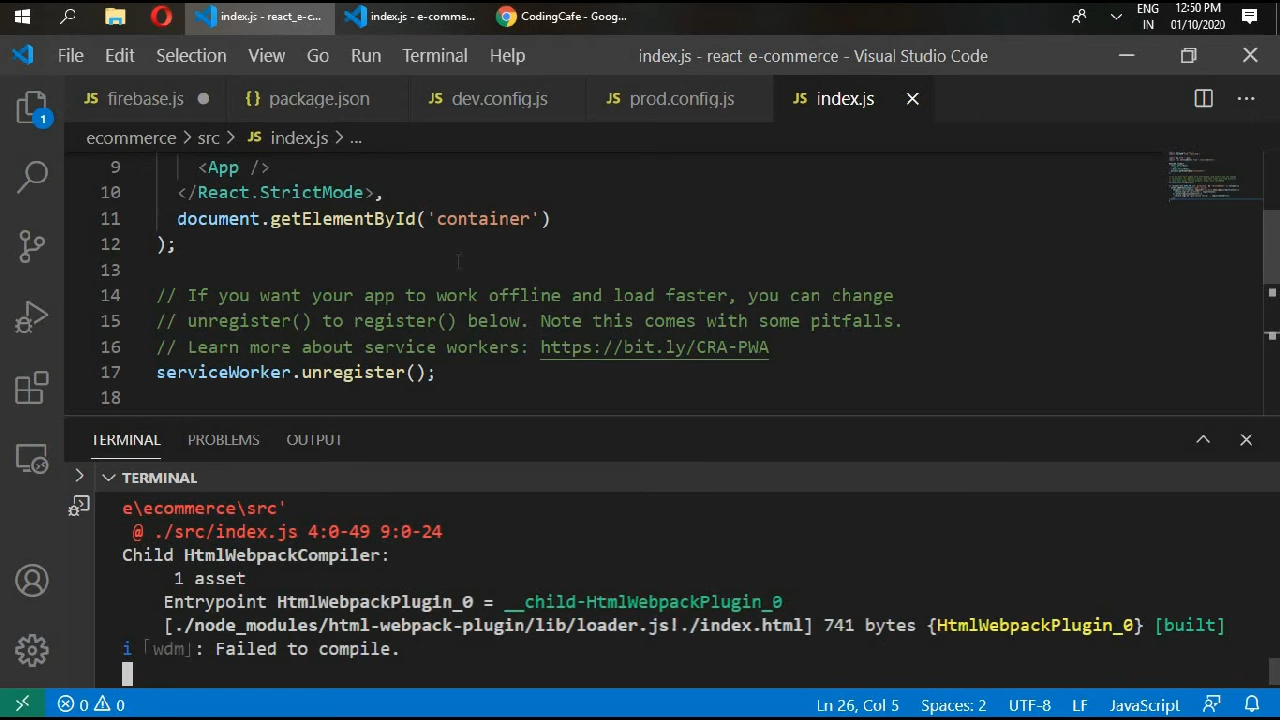 index.js - react_e-c...
index.js - e-comme...
CodingCafe - Goog...
ENG
IN
12:50 PM
01/10/2020
File Edit Selection View Go Run Terminal Help
index.js - react e-commerce - Visual Studio Code
JS firebase.js
{} package.json
JS dev.config.js
JS prod.config.js
JS index.js
1
ecommerce > src > JS index.js > ...
9 <App />
10 </React.StrictMode>,
11 document.getElementById('container')
12 );
13
14 // If you want your app to work offline and load faster, you can change
15 // unregister() to register() below. Note this comes with some pitfalls.
16 // Learn more about service workers: https://bit.ly/CRA-PWA
17 serviceWorker.unregister();
18
TERMINAL PROBLEMS OUTPUT
TERMINAL
e\ecommerce\src'
@ ./src/index.js 4:0-49 9:0-24
Child HtmlWebpackCompiler:
1 asset
Entrypoint HtmlWebpackPlugin_0 = __child-HtmlWebpackPlugin_0
[./node_modules/html-webpack-plugin/lib/loader.js!./index.html] 741 bytes {HtmlWebpackPlugin_0} [built]
i 「wdm」: Failed to compile.
0 0 Ln 26, Col 5 Spaces: 2 UTF-8 LF JavaScript